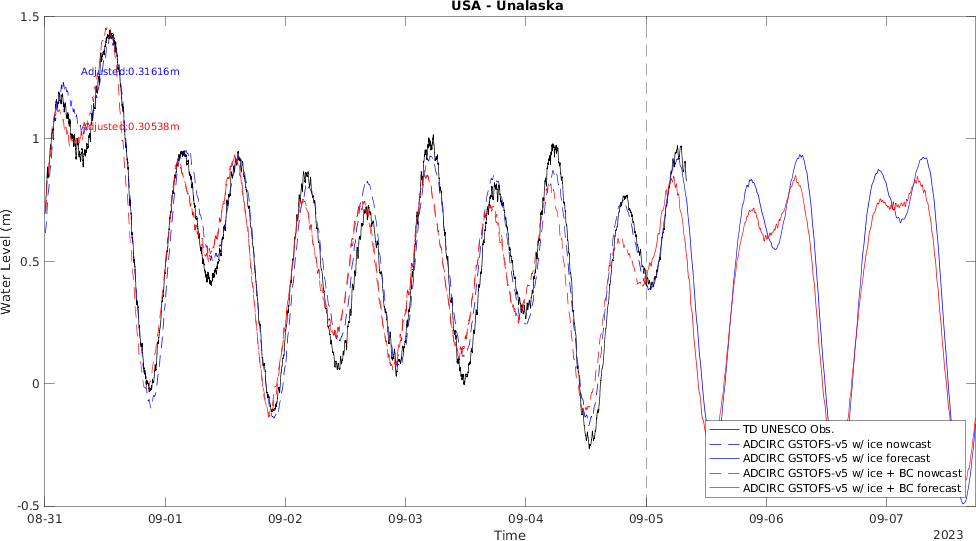 USA - Unalaska
1.5
1
0.5
0
-0.5
Water Level (m)
Adjusted:0.31616m
Adjusted:0.30538m
TD UNESCO Obs.
ADCIRC GSTOFS-v5 w/ ice nowcast
ADCIRC GSTOFS-v5 w/ ice forecast
ADCIRC GSTOFS-v5 w/ ice + BC nowcast
ADCIRC GSTOFS-v5 w/ ice + BC forecast
08-31 09-01 09-02 09-03 09-04 09-05 09-06 09-07
Time
2023